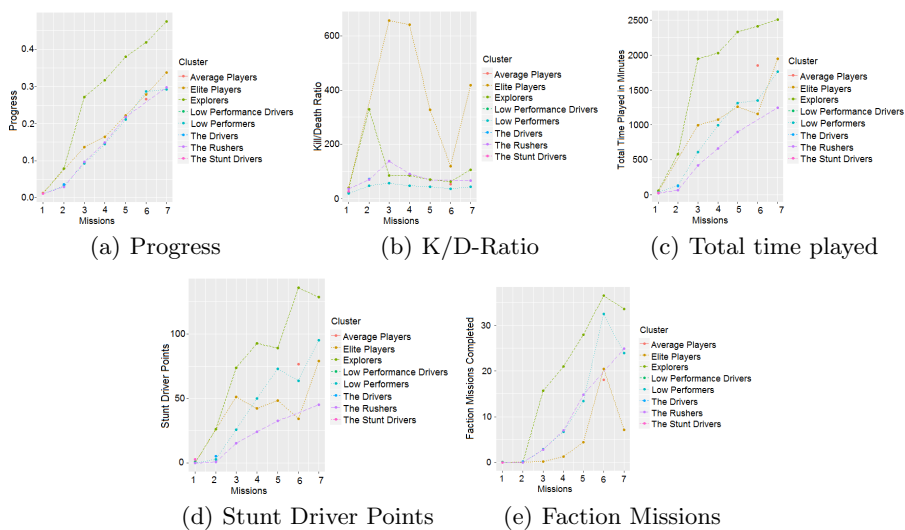 Progress
0.4
0.3
0.2
0.1
0.0
1 2 3 4 5 6 7
Missions
Cluster
Average Players
Elite Players
Explorers
Low Performance Drivers
Low Performers
The Drivers
The Rushers
The Stunt Drivers
(a) Progress
Kill/Death Ratio
600
400
200
0
1 2 3 4 5 6 7
Missions
Cluster
Average Players
Elite Players
Explorers
Low Performance Drivers
Low Performers
The Drivers
The Rushers
The Stunt Drivers
(b) K/D-Ratio
Total Time Played in Minutes
2500
2000
1500
1000
500
0
1 2 3 4 5 6 7
Missions
Cluster
Average Players
Elite Players
Explorers
Low Performance Drivers
Low Performers
The Drivers
The Rushers
The Stunt Drivers
(c) Total time played
Stunt Driver Points
100
50
0
1 2 3 4 5 6 7
Missions
Cluster
Average Players
Elite Players
Explorers
Low Performance Drivers
Low Performers
The Drivers
The Rushers
The Stunt Drivers
(d) Stunt Driver Points
Faction Missions Completed
30
20
10
0
1 2 3 4 5 6 7
Missions
Cluster
Average Players
Elite Players
Explorers
Low Performance Drivers
Low Performers
The Drivers
The Rushers
The Stunt Drivers
(e) Faction Missions